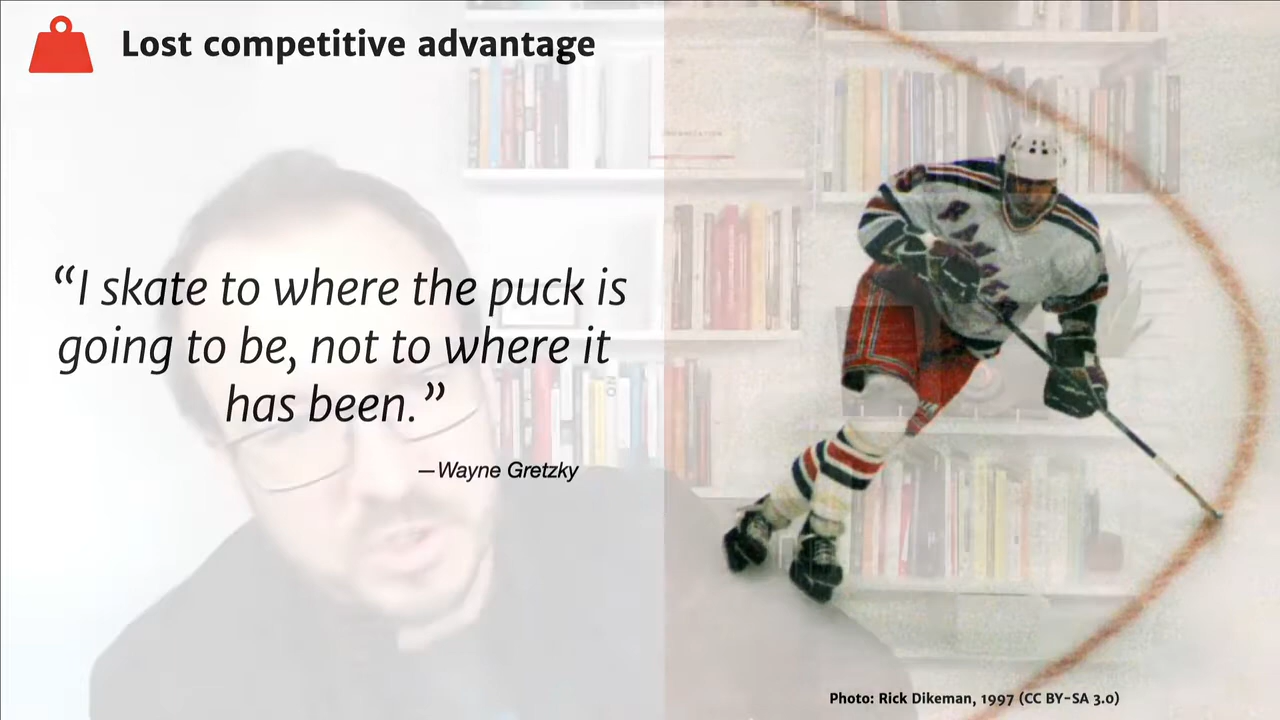 Lost competitive advantage
“I skate to where the puck is
going to be, not to where it
has been.”
—Wayne Gretzky
RANGERS
Photo: Rick Dikeman, 1997 (CC BY-SA 3.0)